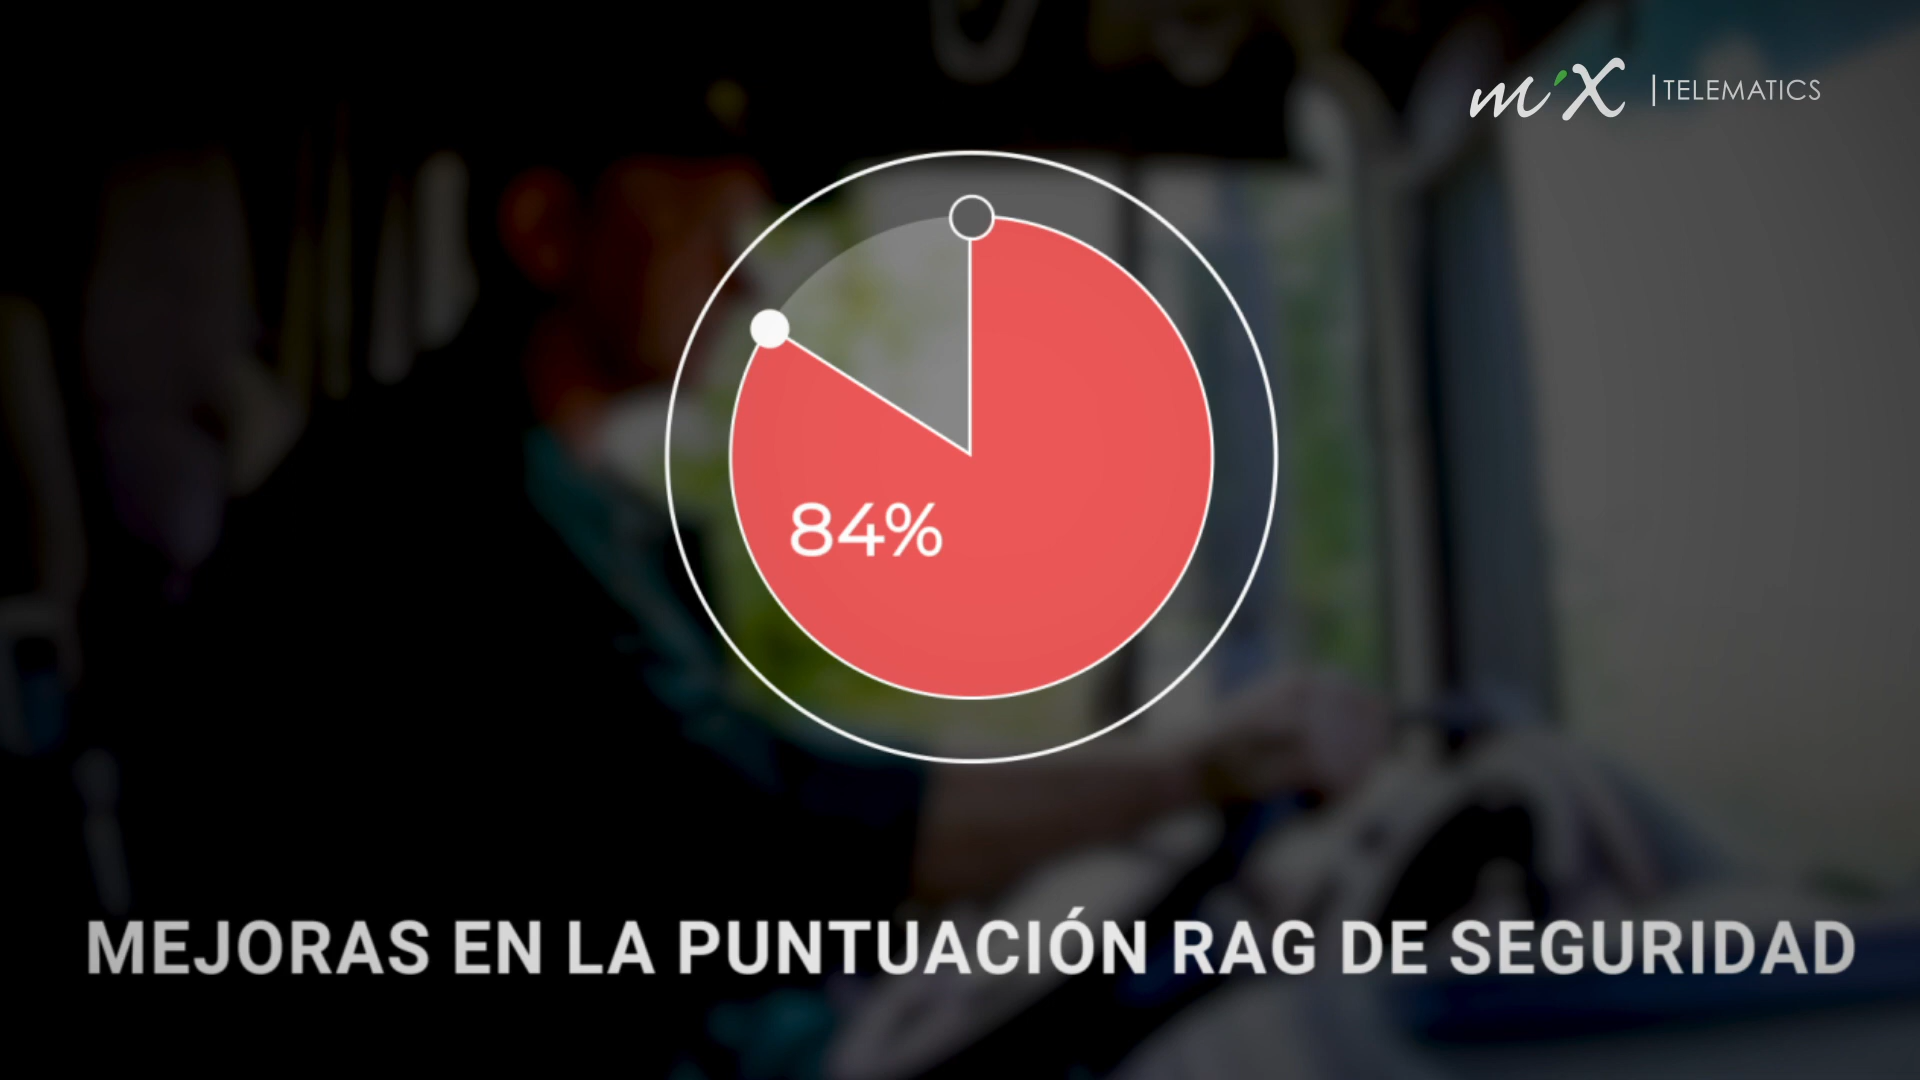 mix | TELEMATICS
84%
MEJORAS EN LA PUNTUACIÓN RAG DE SEGURIDAD